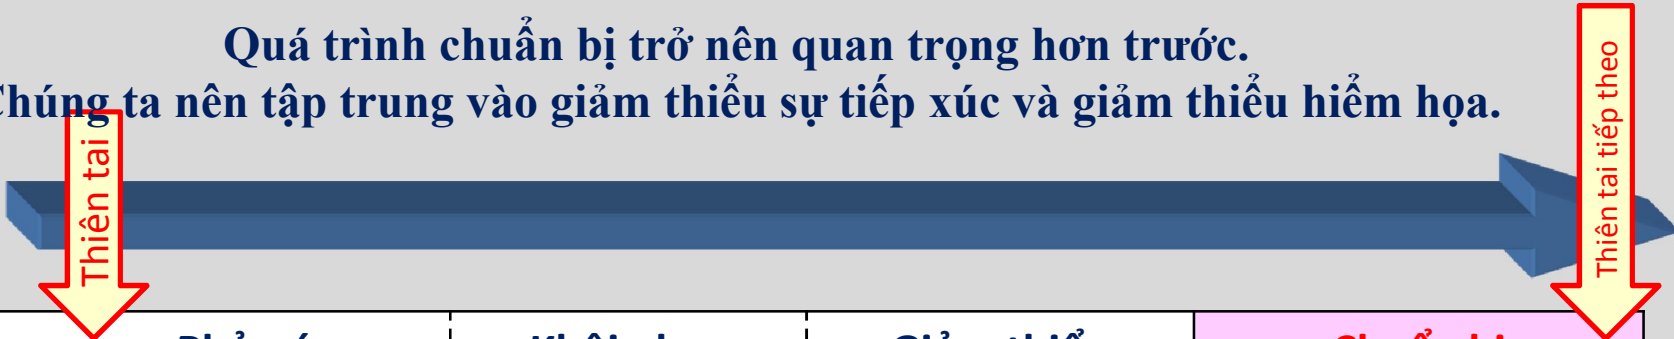 Quá trình chuẩn bị trở nên quan trọng hơn trước.
Chúng ta nên tập trung vào giảm thiểu sự tiếp xúc và giảm thiểu hiểm họa.
Thiên tai
Thiên tai tiếp theo